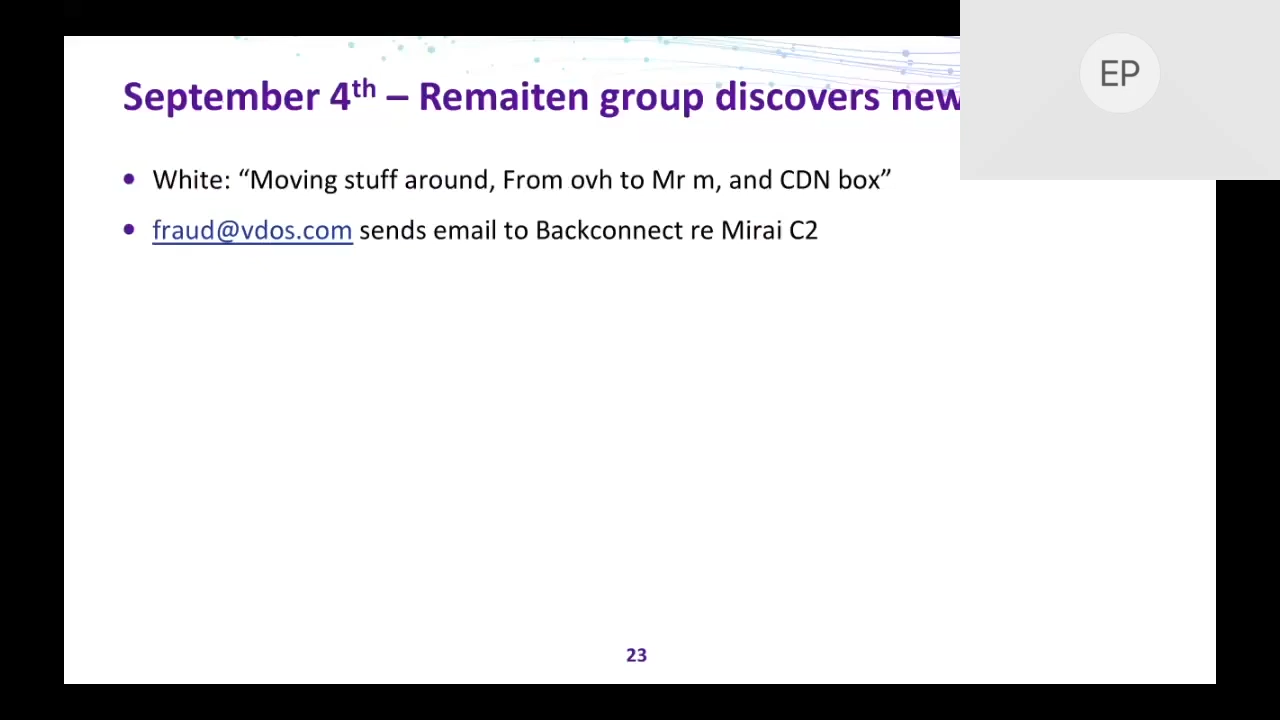 September 4th – Remaiten group discovers new
EP
• White: “Moving stuff around, From ovh to Mr m, and CDN box”
• fraud@vdos.com sends email to Backconnect re Mirai C2
23